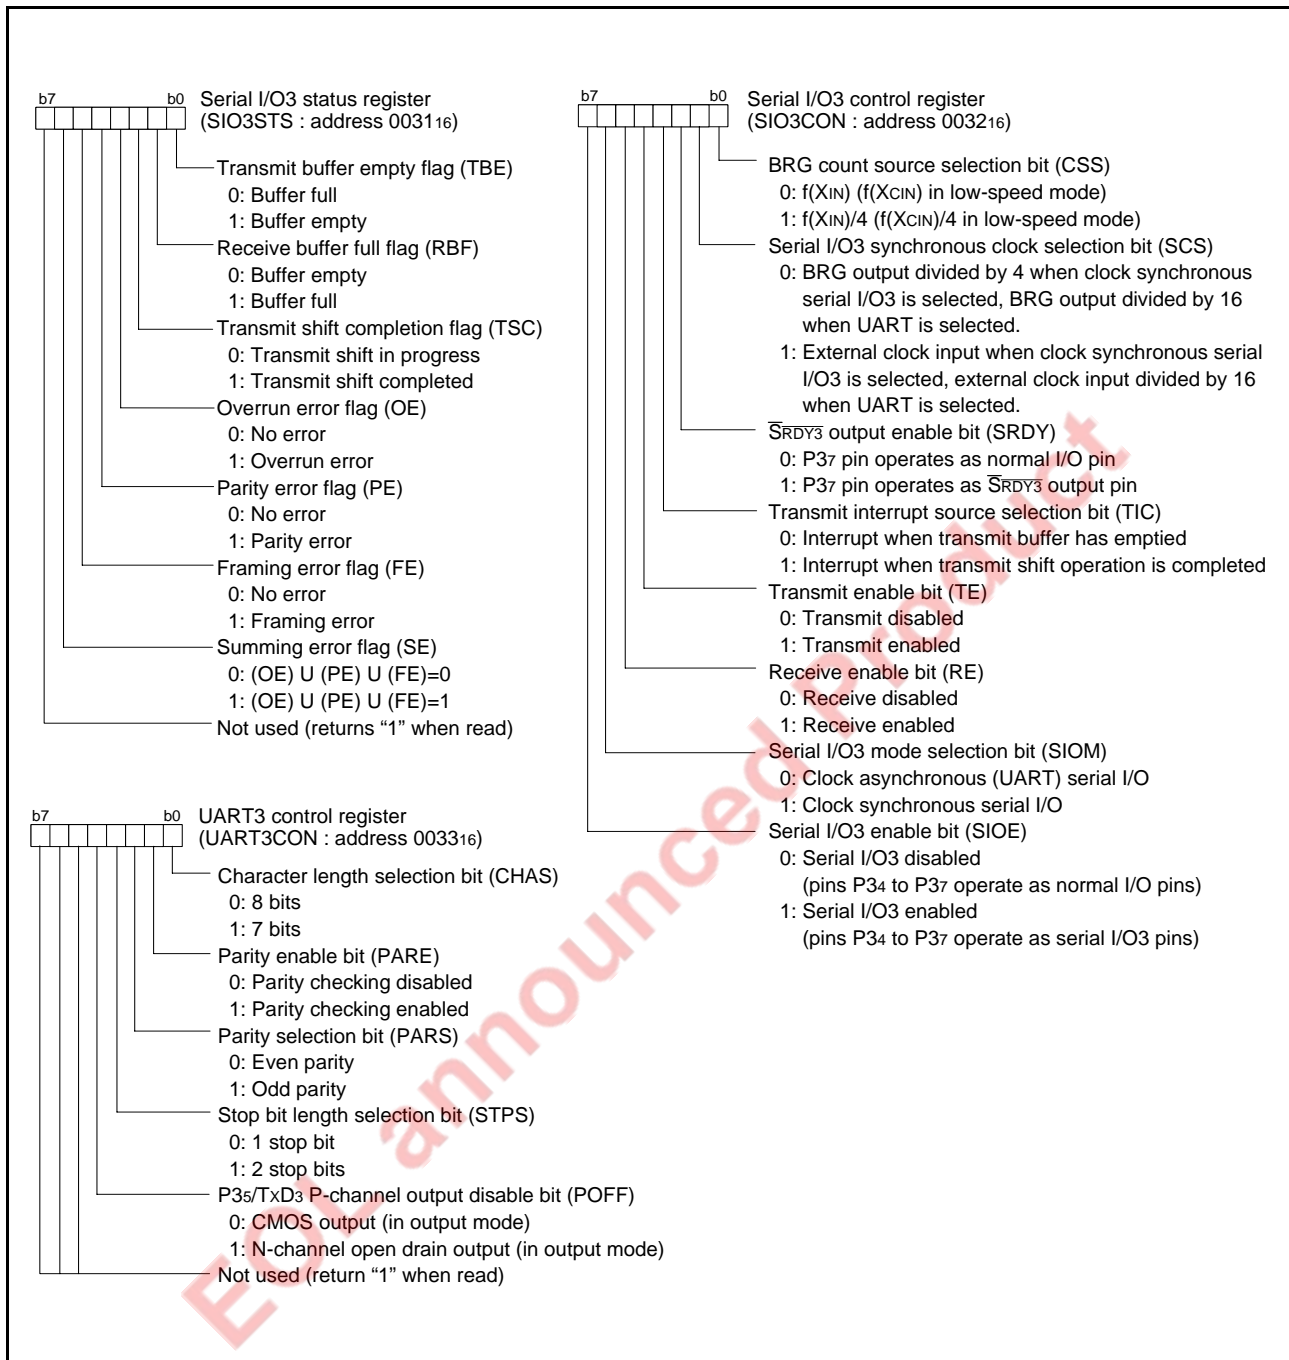 b7 b0 Serial I/O3 status register
(SIO3STS : address 003116)
Transmit buffer empty flag (TBE)
0: Buffer full
1: Buffer empty
Receive buffer full flag (RBF)
0: Buffer empty
1: Buffer full
Transmit shift completion flag (TSC)
0: Transmit shift in progress
1: Transmit shift completed
Overrun error flag (OE)
0: No error
1: Overrun error
Parity error flag (PE)
0: No error
1: Parity error
Framing error flag (FE)
0: No error
1: Framing error
Summing error flag (SE)
0: (OE) U (PE) U (FE)=0
1: (OE) U (PE) U (FE)=1
Not used (returns “1” when read)
b7 b0 UART3 control register
(UART3CON : address 003316)
Character length selection bit (CHAS)
0: 8 bits
1: 7 bits
Parity enable bit (PARE)
0: Parity checking disabled
1: Parity checking enabled
Parity selection bit (PARS)
0: Even parity
1: Odd parity
Stop bit length selection bit (STPS)
0: 1 stop bit
1: 2 stop bits
P35/TXD3 P-channel output disable bit (POFF)
0: CMOS output (in output mode)
1: N-channel open drain output (in output mode)
Not used (return “1” when read)
b7 b0 Serial I/O3 control register
(SIO3CON : address 003216)
BRG count source selection bit (CSS)
0: f(XIN) (f(XCIN) in low-speed mode)
1: f(XIN)/4 (f(XCIN)/4 in low-speed mode)
Serial I/O3 synchronous clock selection bit (SCS)
0: BRG output divided by 4 when clock synchronous
serial I/O3 is selected, BRG output divided by 16
when UART is selected.
1: External clock input when clock synchronous serial
I/O3 is selected, external clock input divided by 16
when UART is selected.
SRDY3 output enable bit (SRDY)
0: P37 pin operates as normal I/O pin
1: P37 pin operates as SRDY3 output pin
Transmit interrupt source selection bit (TIC)
0: Interrupt when transmit buffer has emptied
1: Interrupt when transmit shift operation is completed
Transmit enable bit (TE)
0: Transmit disabled
1: Transmit enabled
Receive enable bit (RE)
0: Receive disabled
1: Receive enabled
Serial I/O3 mode selection bit (SIOM)
0: Clock asynchronous (UART) serial I/O
1: Clock synchronous serial I/O
Serial I/O3 enable bit (SIOE)
0: Serial I/O3 disabled
(pins P34 to P37 operate as normal I/O pins)
1: Serial I/O3 enabled
(pins P34 to P37 operate as serial I/O3 pins)
EOL announced Product